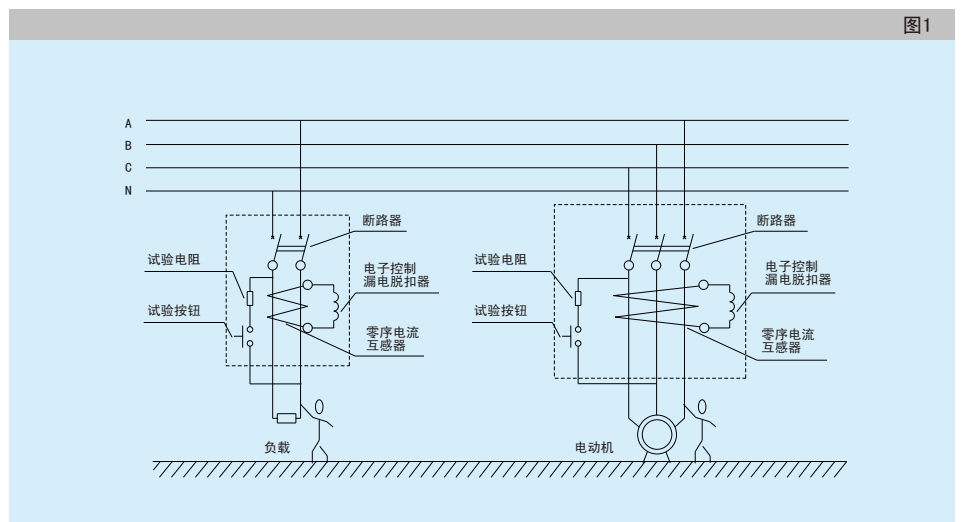 图1
A
B
C
N
断路器
试验电阻
电子控制
漏电脱扣器
试验按钮
零序电流
互感器
负载
断路器
试验电阻
电子控制
漏电脱扣器
试验按钮
零序电流
互感器
电动机